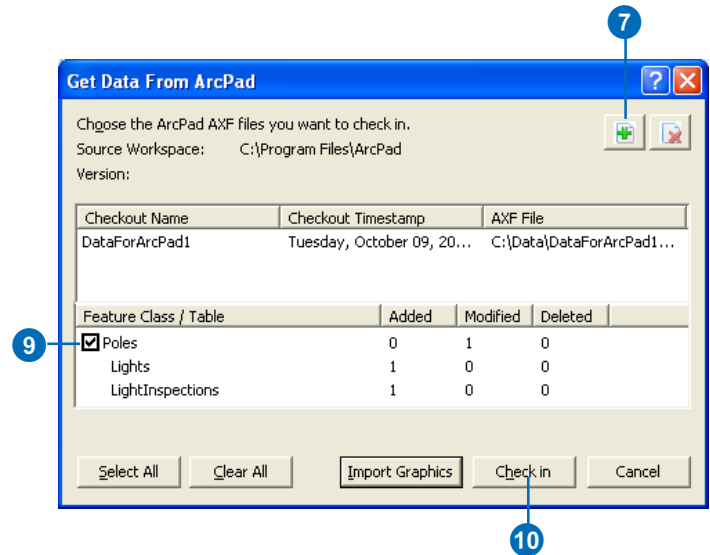 7
Get Data From ArcPad
Choose the ArcPad AXF files you want to check in.
Source Workspace: C:\Program Files\ArcPad
Version:
Checkout Name Checkout Timestamp AXF File
DataForArcPad1 Tuesday, October 09, 20... C:\Data\DataForArcPad1...
Feature Class / Table Added Modified Deleted
9 Poles 0 1 0
Lights 1 0 0
LightInspections 1 0 0
Select All Clear All Import Graphics Check in Cancel
10